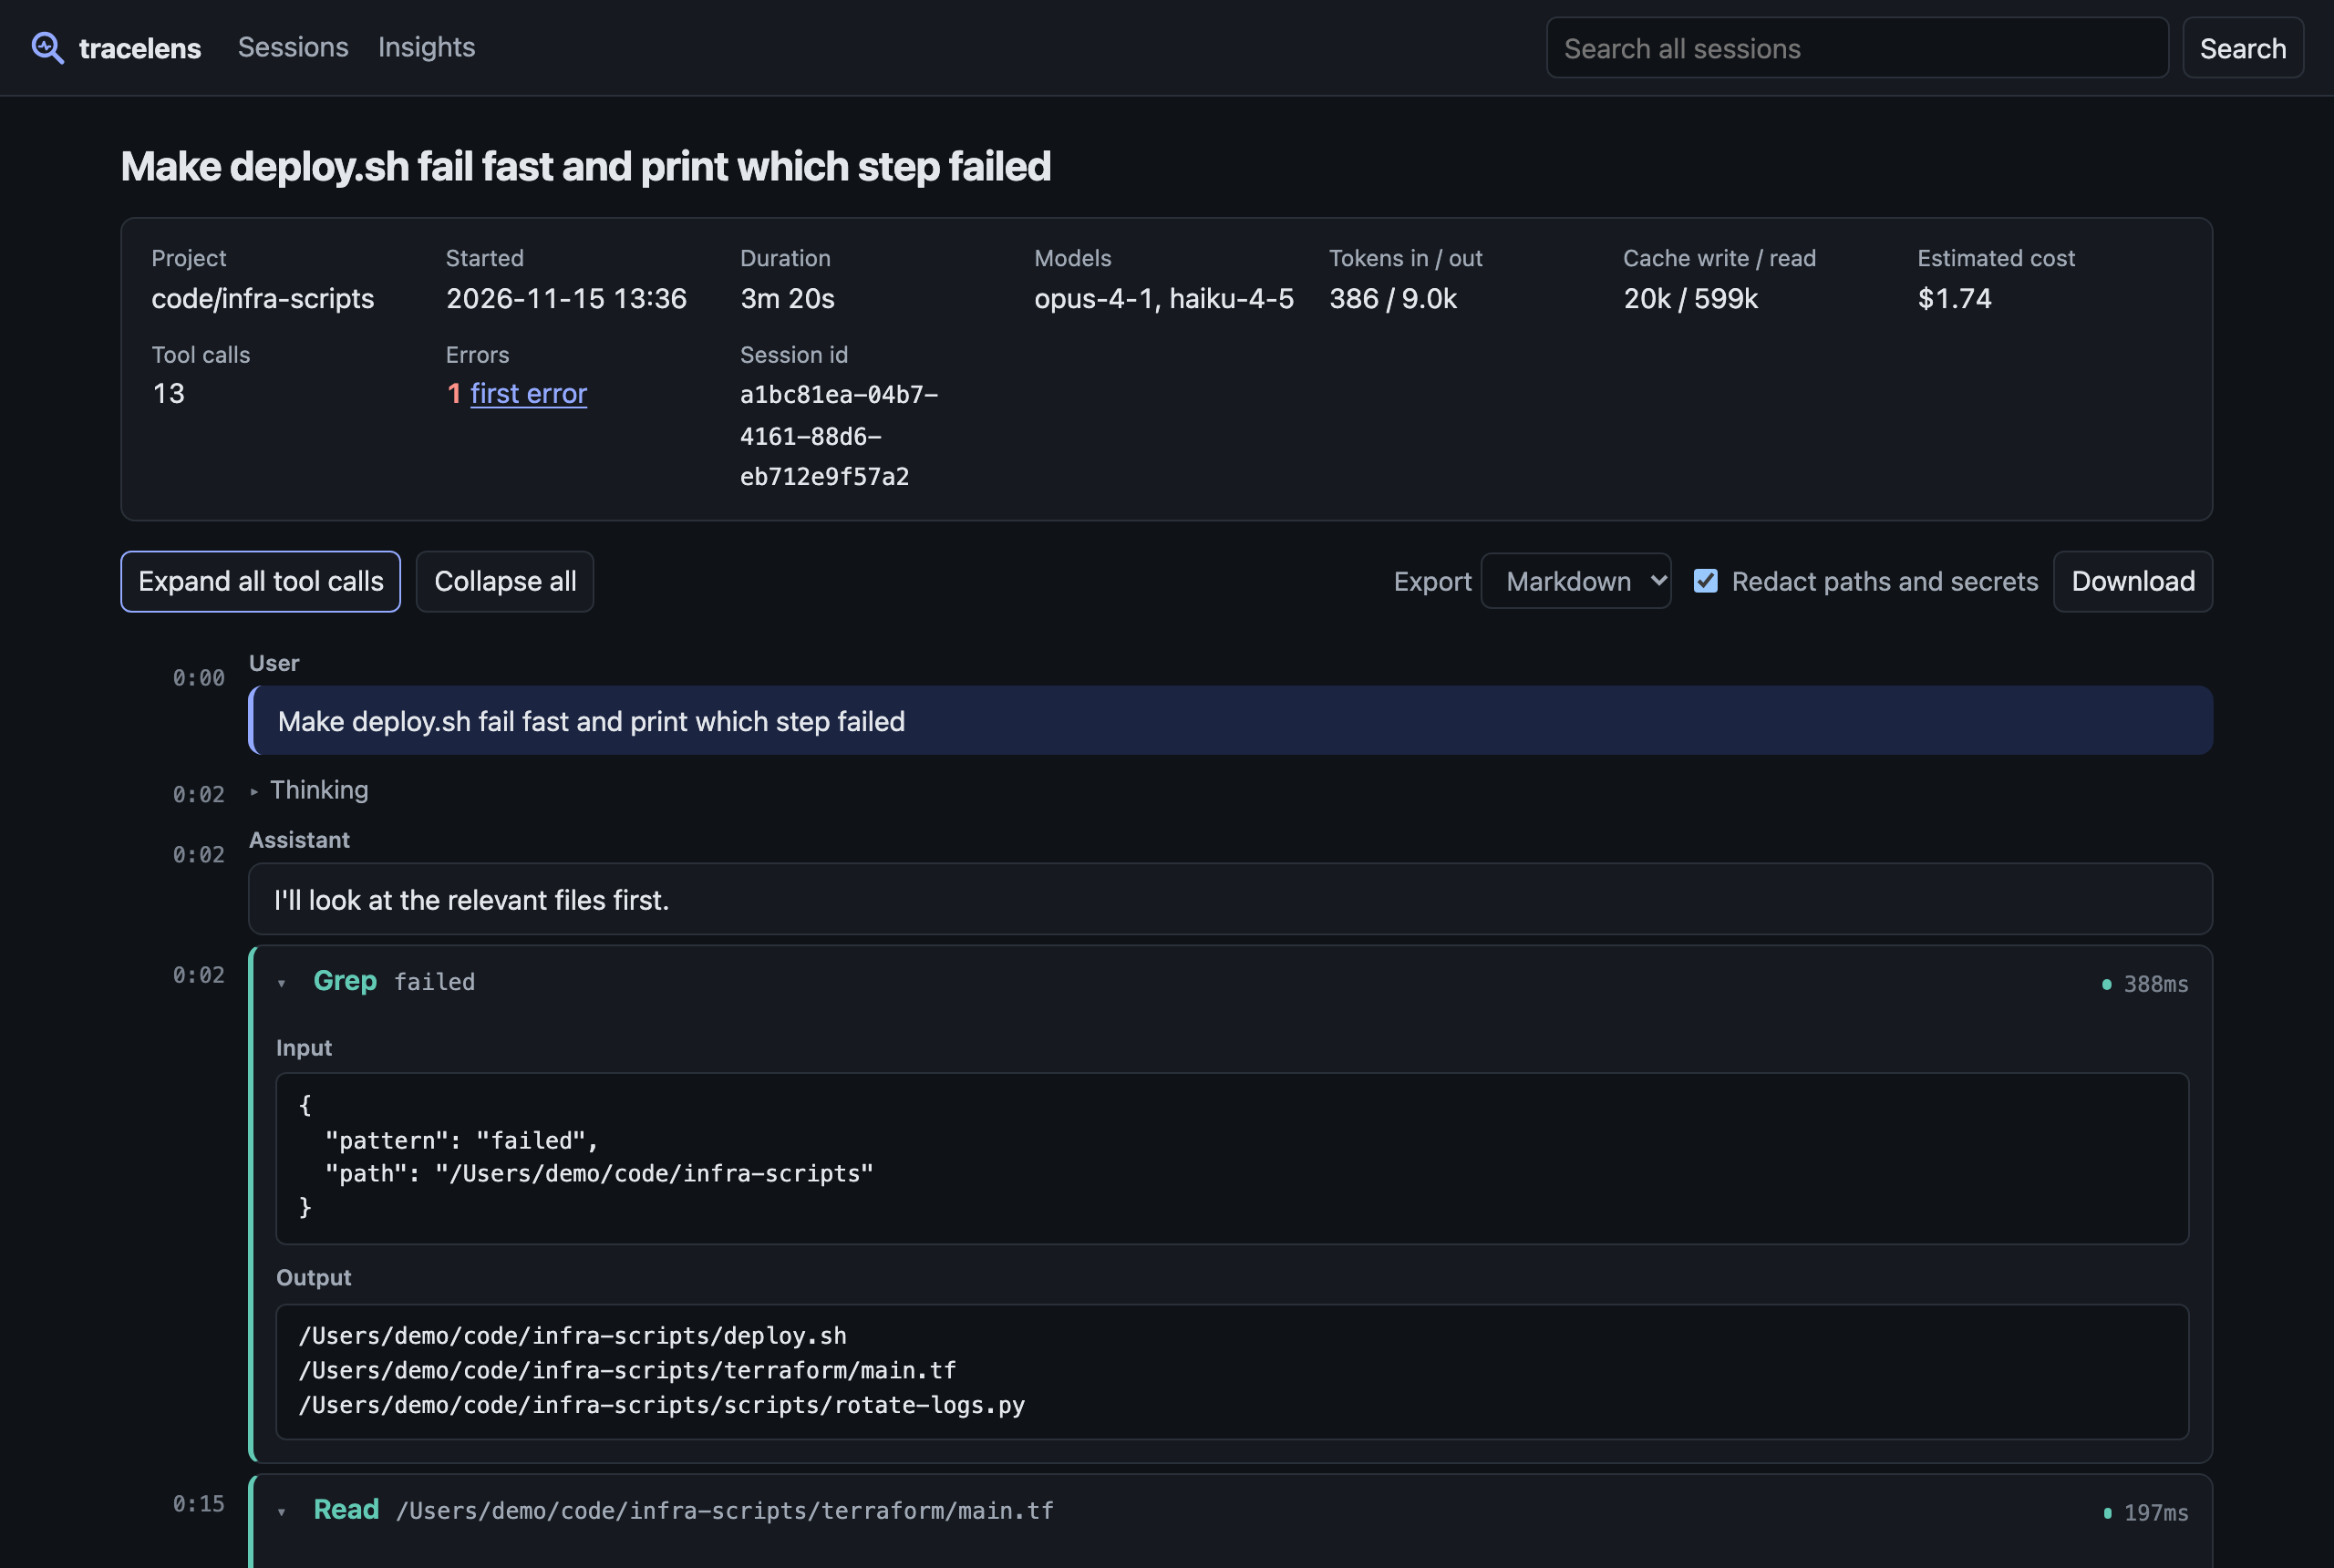 tracelens Sessions Insights Search all sessions Search
Make deploy.sh fail fast and print which step failed
Project Started Duration Models Tokens in / out Cache write / read Estimated cost
code/infra-scripts 2026-11-15 13:36 3m 20s opus-4-1, haiku-4-5 386 / 9.0k 20k / 599k $1.74
Tool calls Errors Session id
13 1 first error a1bc81ea-04b7-
4161-88d6-
eb712e9f57a2
Expand all tool calls Collapse all Export Markdown Redact paths and secrets Download
User
0:00
Make deploy.sh fail fast and print which step failed
0:02 Thinking
Assistant
0:02
I'll look at the relevant files first.
0:02 Grep failed 388ms
Input
{
  "pattern": "failed",
  "path": "/Users/demo/code/infra-scripts"
}
Output
/Users/demo/code/infra-scripts/deploy.sh
/Users/demo/code/infra-scripts/terraform/main.tf
/Users/demo/code/infra-scripts/scripts/rotate-logs.py
0:15 Read /Users/demo/code/infra-scripts/terraform/main.tf 197ms